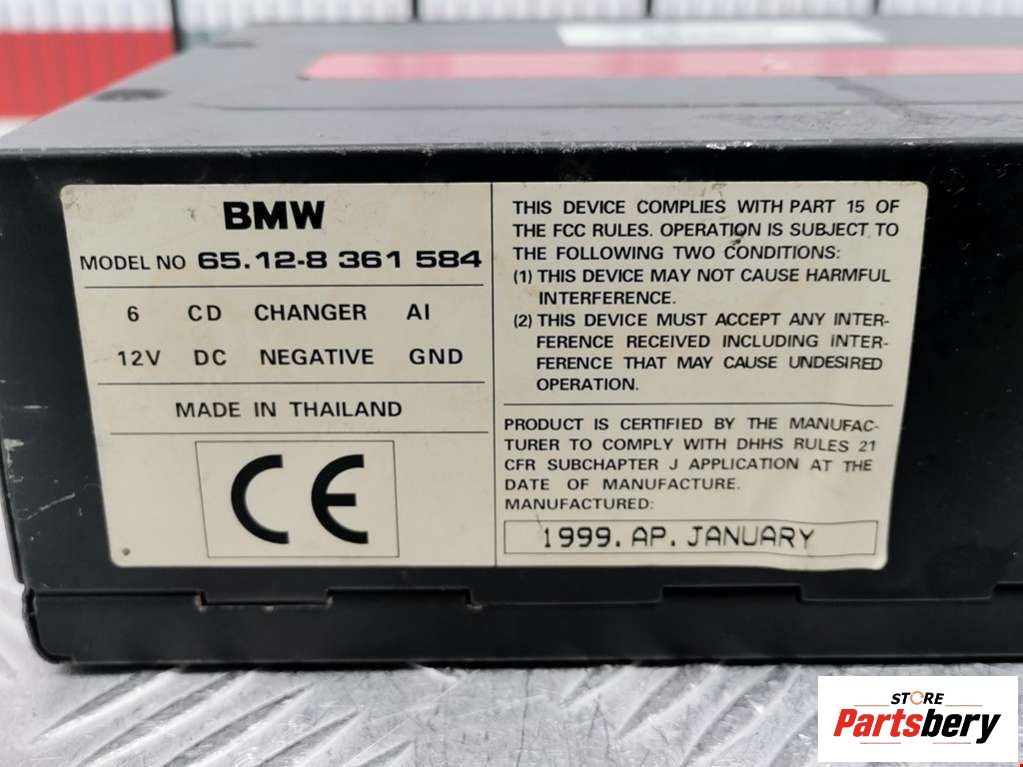 BMW
MODEL NO 65.12-8 361 584
6 CD CHANGER AI
12V DC NEGATIVE GND
MADE IN THAILAND
CE
THIS DEVICE COMPLIES WITH PART 15 OF
THE FCC RULES. OPERATION IS SUBJECT TO
THE FOLLOWING TWO CONDITIONS:
(1) THIS DEVICE MAY NOT CAUSE HARMFUL
INTERFERENCE.
(2) THIS DEVICE MUST ACCEPT ANY INTER-
FERENCE RECEIVED INCLUDING INTER-
FERENCE THAT MAY CAUSE UNDESIRED
OPERATION.
PRODUCT IS CERTIFIED BY THE MANUFAC-
TURER TO COMPLY WITH DHHS RULES 21
CFR SUBCHAPTER J APPLICATION AT THE
DATE OF MANUFACTURE.
MANUFACTURED:
1999. AP. JANUARY
STORE
Partsbery